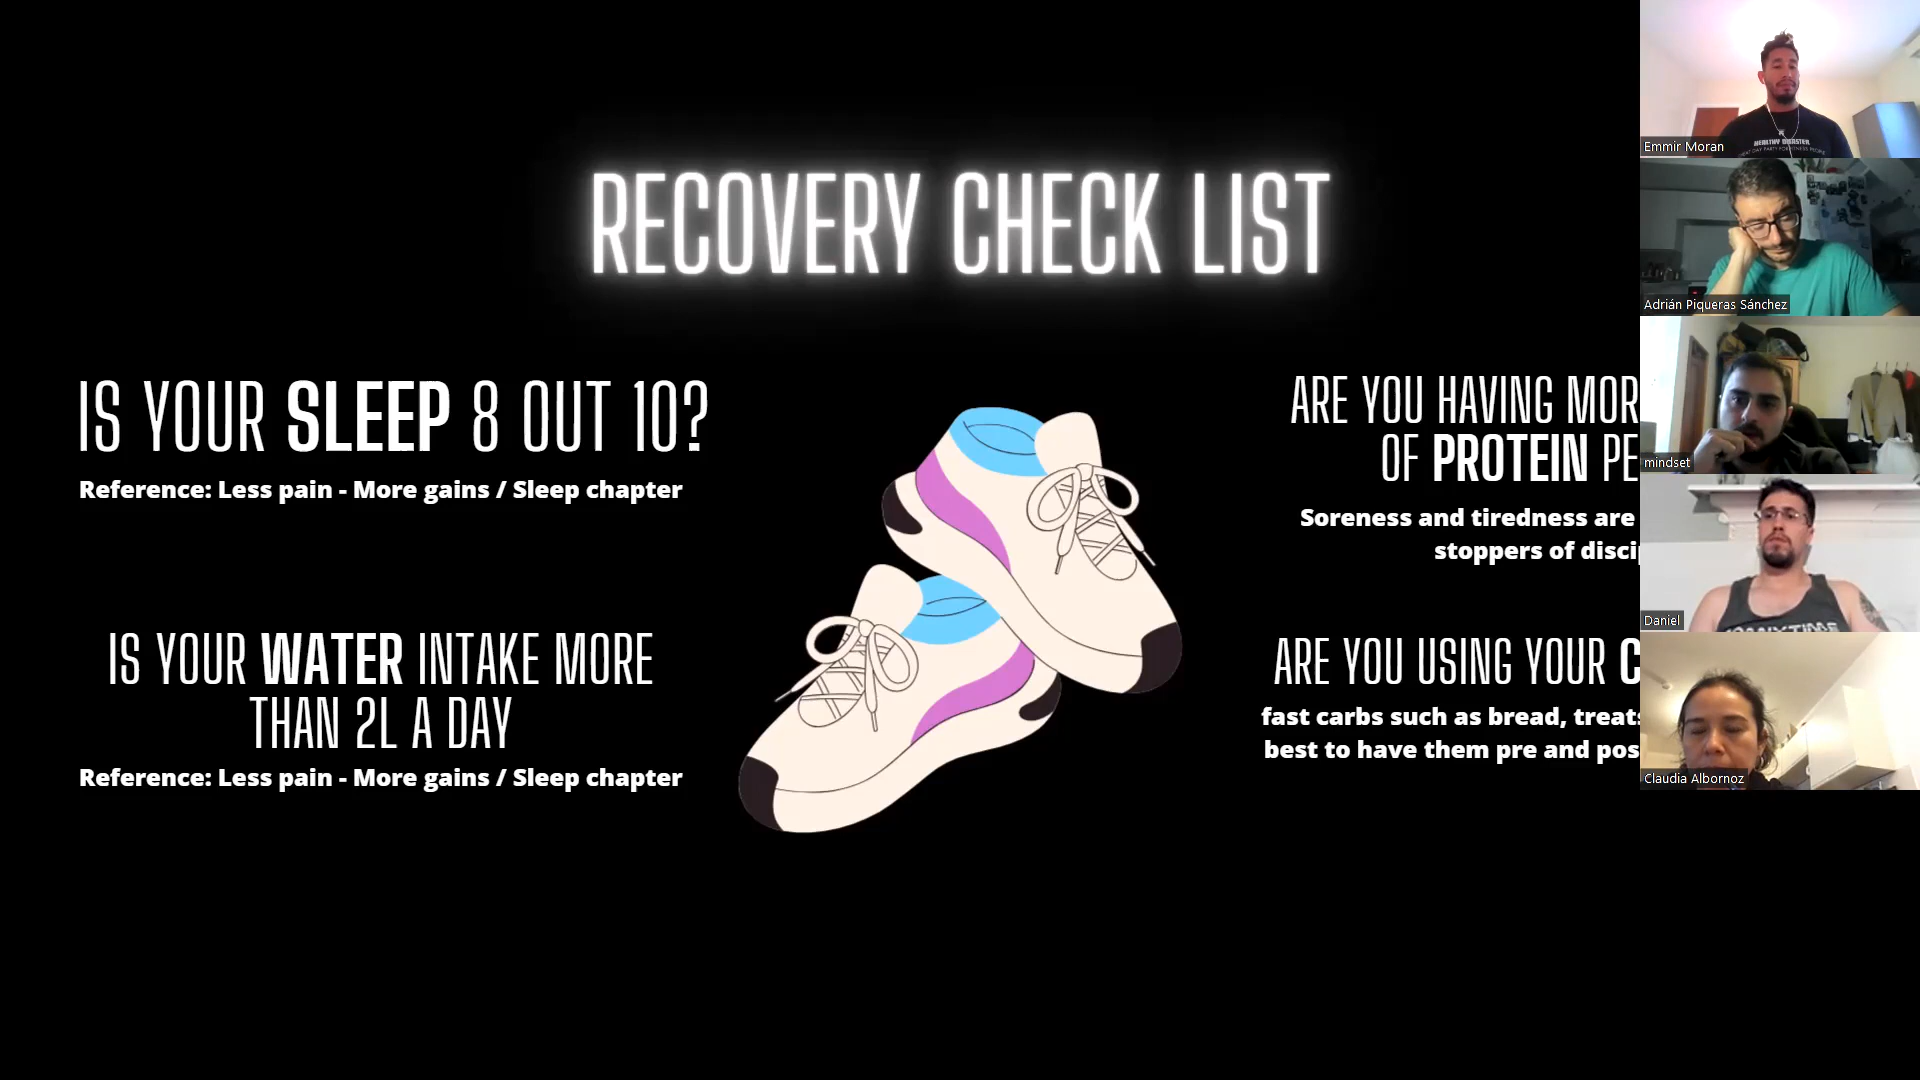 RECOVERY CHECK LIST
IS YOUR SLEEP 8 OUT 10?
Reference: Less pain - More gains / Sleep chapter
IS YOUR WATER INTAKE MORE
THAN 2L A DAY
Reference: Less pain - More gains / Sleep chapter
ARE YOU HAVING MOR
OF PROTEIN PE
Soreness and tiredness are
stoppers of
ARE YOU USING YOUR C
fast carbs such as bread, treats
best to have them pre and pos
Emmir Moran
HEALTHY
Adrián Piqueras Sánchez
mindset
Daniel
ANYTIME
Claudia Albornoz